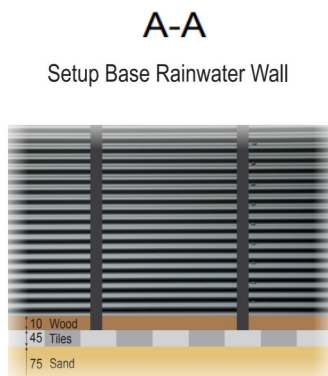 A-A
Setup Base Rainwater Wall
10 Wood
45 Tiles
75 Sand